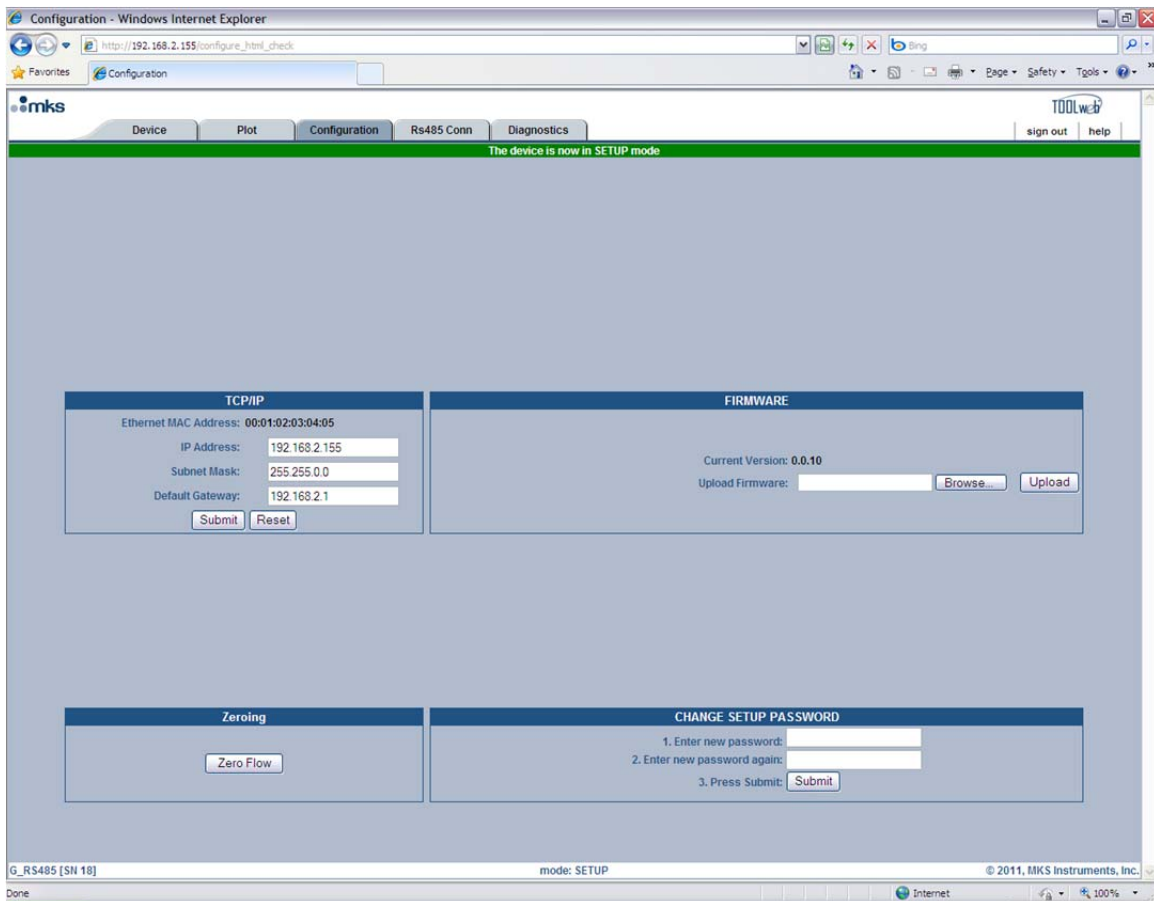 Configuration - Windows Internet Explorer
http://192.168.2.155/configure_html_check
Bing
Favorites
Configuration
Page
Safety
Tools
mks
TOOLweb
Device
Plot
Configuration
Rs485 Conn
Diagnostics
sign out
help
The device is now in SETUP mode
TCP/IP
Ethernet MAC Address: 00:01:02:03:04:05
IP Address: 192.168.2.155
Subnet Mask: 255.255.0.0
Default Gateway: 192.168.2.1
Submit Reset
FIRMWARE
Current Version: 0.0.10
Upload Firmware: Browse... Upload
Zeroing
Zero Flow
CHANGE SETUP PASSWORD
1. Enter new password:
2. Enter new password again:
3. Press Submit: Submit
G_RS485 [SN 18]
mode: SETUP
© 2011, MKS Instruments, Inc.
Done
Internet
100%